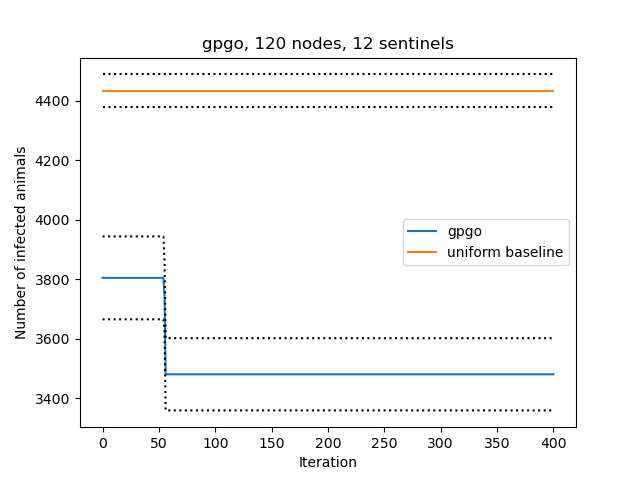 gpgo, 120 nodes, 12 sentinels
Number of infected animals
4400
4200
4000
3800
3600
3400
gpgo
uniform baseline
0 50 100 150 200 250 300 350 400
Iteration